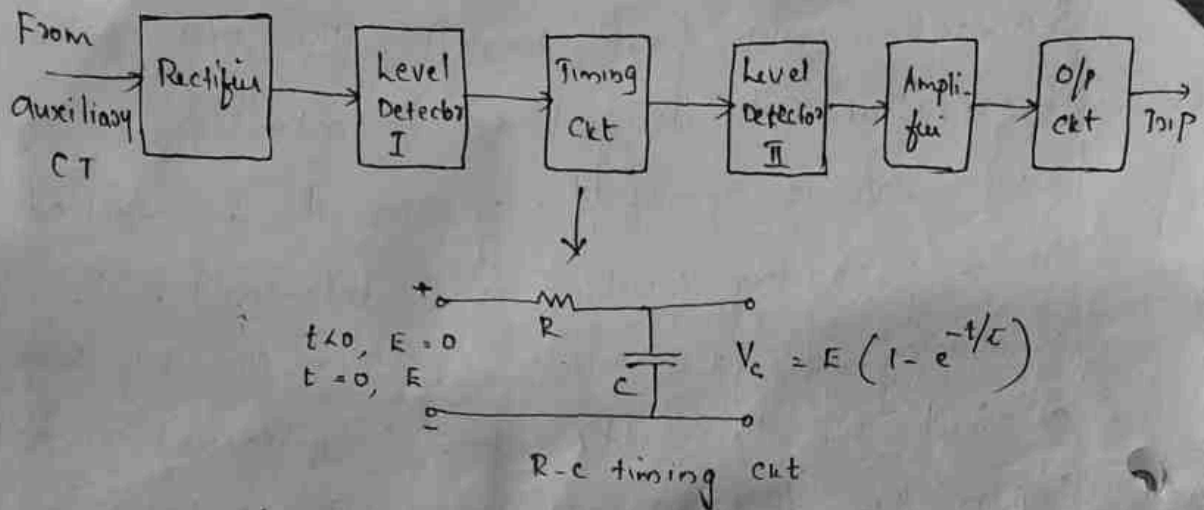 From
auxiliary
CT
Rectifier
Level
Detector
I
Timing
Ckt
Level
Detector
II
Ampli-
fier
O/p
ckt
Trip
+
R
t<0, E = 0
t = 0, E
C
V_c = E (1 - e^{-t/τ})
-
R-C timing ckt